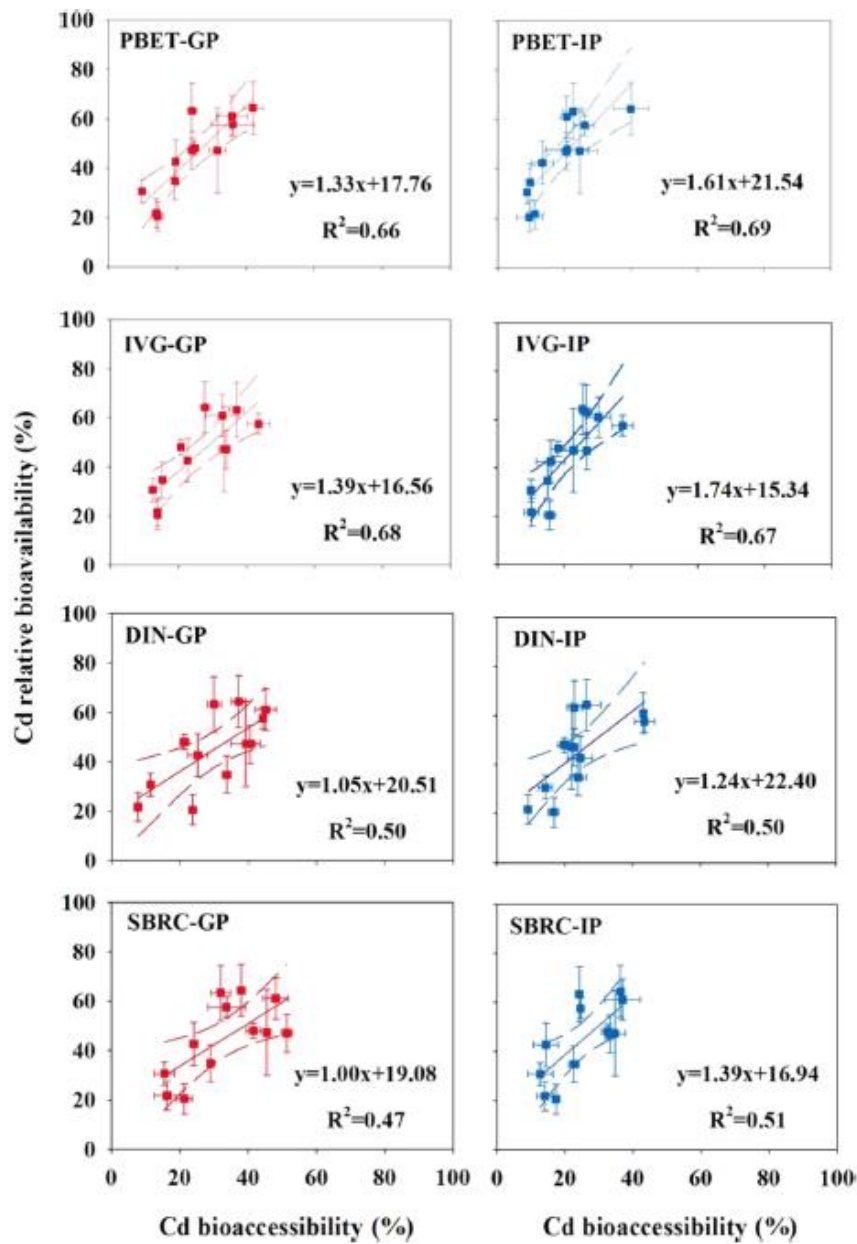 Cd relative bioavailability (%)
100
80
60
40
20
0
PBET-GP
y=1.33x+17.76
R²=0.66
PBET-IP
y=1.61x+21.54
R²=0.69
100
80
60
40
20
0
IVG-GP
y=1.39x+16.56
R²=0.68
IVG-IP
y=1.74x+15.34
R²=0.67
100
80
60
40
20
0
DIN-GP
y=1.05x+20.51
R²=0.50
DIN-IP
y=1.24x+22.40
R²=0.50
100
80
60
40
20
0
SBRC-GP
y=1.00x+19.08
R²=0.47
SBRC-IP
y=1.39x+16.94
R²=0.51
0 20 40 60 80 100
0 20 40 60 80 100
Cd bioaccessibility (%)
Cd bioaccessibility (%)